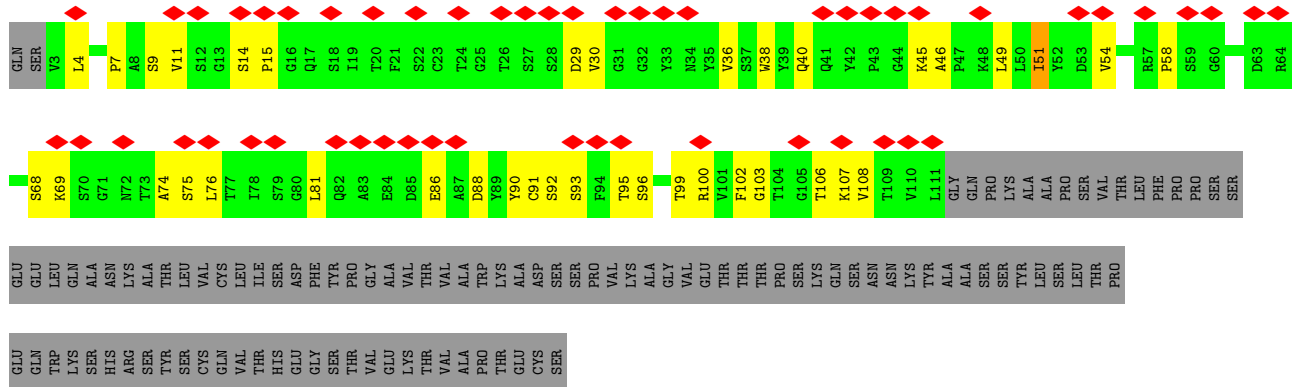 GLN SER V3 L4 P7 A8 S9 V11 S12 G13 S14 P15 G16 Q17 S18 I19 T20 F21 S22 C23 T24 G25 T26 S27 S28 D29 V30 G31 G32 Y33 N34 Y35 V36 S37 W38 Y39 Q40 Q41 Y42 P43 G44 K45 A46 P47 K48 L49 L50 I51 Y52 D53 V54 R57 P58 S59 G60 D63 R64
S68 K69 S70 G71 N72 T73 A74 S75 L76 T77 I78 S79 G80 L81 Q82 A83 E84 D85 E86 A87 D88 Y89 Y90 C91 S92 S93 F94 T95 S96 T99 R100 V101 F102 G103 T104 G105 T106 K107 V108 T109 V110 L111 GLY GLN PRO LYS ALA ALA PRO SER VAL THR LEU PHE PRO PRO SER SER
GLU GLU LEU GLN ALA ASN LYS ALA THR LEU VAL CYS LEU ILE SER ASP PHE TYR PRO GLY ALA VAL THR VAL ALA TRP LYS ALA ASP SER SER PRO VAL LYS ALA GLY VAL GLU THR THR THR PRO SER LYS GLN SER ASN ASN LYS TYR ALA ALA SER SER TYR LEU SER LEU THR PRO
GLU GLN TRP LYS SER HIS ARG SER TYR SER CYS GLN VAL THR HIS GLU GLY SER THR VAL GLU LYS THR VAL ALA PRO THR GLU CYS SER